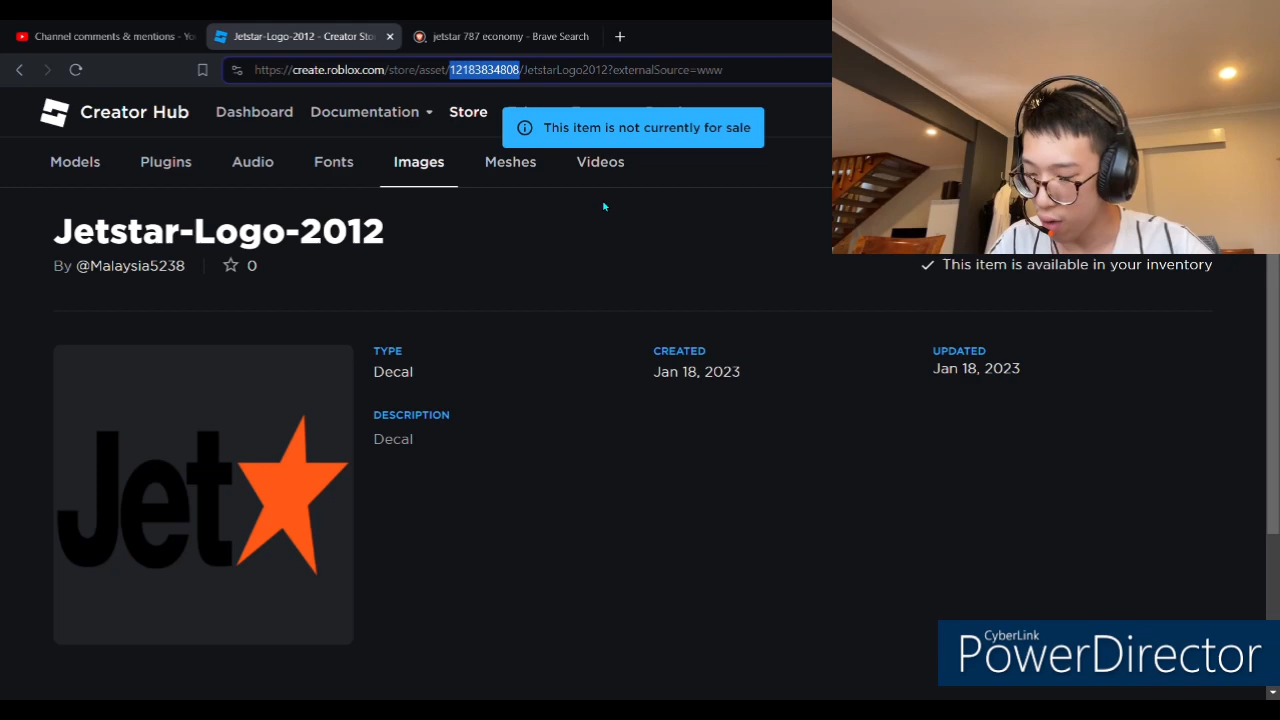 Channel comments & mentions - Yo
Jetstar-Logo-2012 - Creator Sto
jetstar 787 economy - Brave Search
https://create.roblox.com/store/asset/12183834808/JetstarLogo2012?externalSource=www
Creator Hub
Dashboard
Documentation
Store
This item is not currently for sale
Models
Plugins
Audio
Fonts
Images
Meshes
Videos
Jetstar-Logo-2012
By @Malaysia5238
0
This item is available in your inventory
TYPE
Decal
CREATED
Jan 18, 2023
UPDATED
Jan 18, 2023
DESCRIPTION
Decal
Jet
CyberLink
PowerDirector